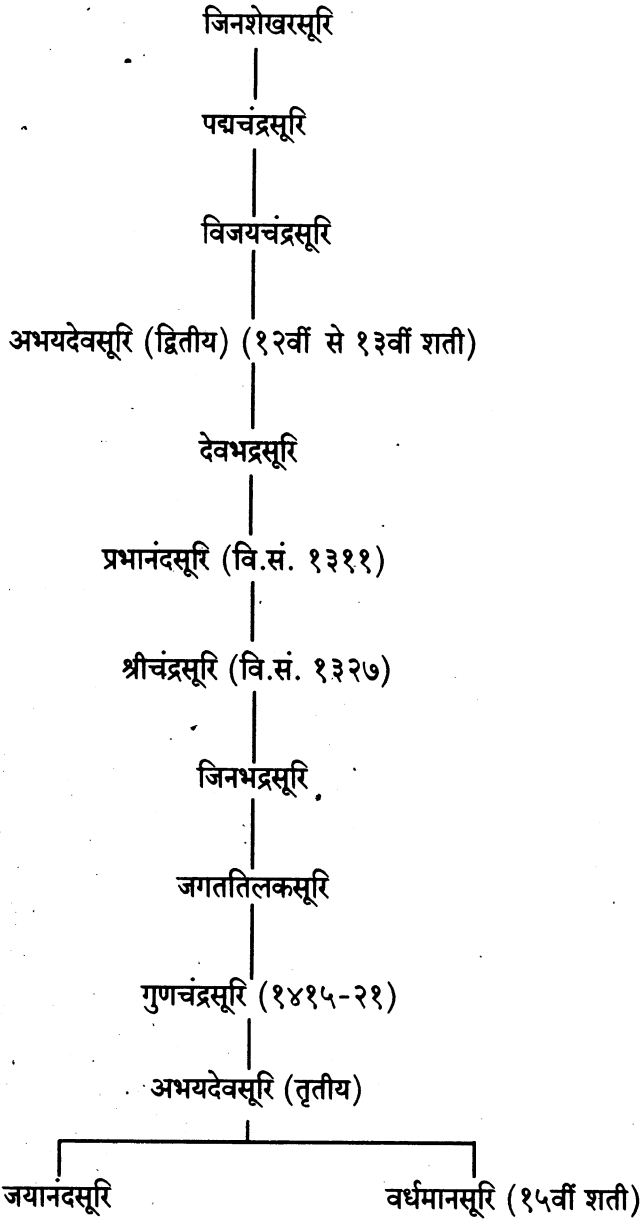 जिनशेखरसूरि
पद्मचंद्रसूरि
विजयचंद्रसूरि
अभयदेवसूरि (द्वितीय) (१२वीं से १३वीं शती)
देवभद्रसूरि
प्रभानंदसूरि (वि.सं. १३११)
श्रीचंद्रसूरि (वि.सं. १३२७)
जिनभद्रसूरि
जगततिलकसूरि
गुणचंद्रसूरि (१४१५-२१)
अभयदेवसूरि (तृतीय)
जयानंदसूरि वर्धमानसूरि (१५वीं शती)